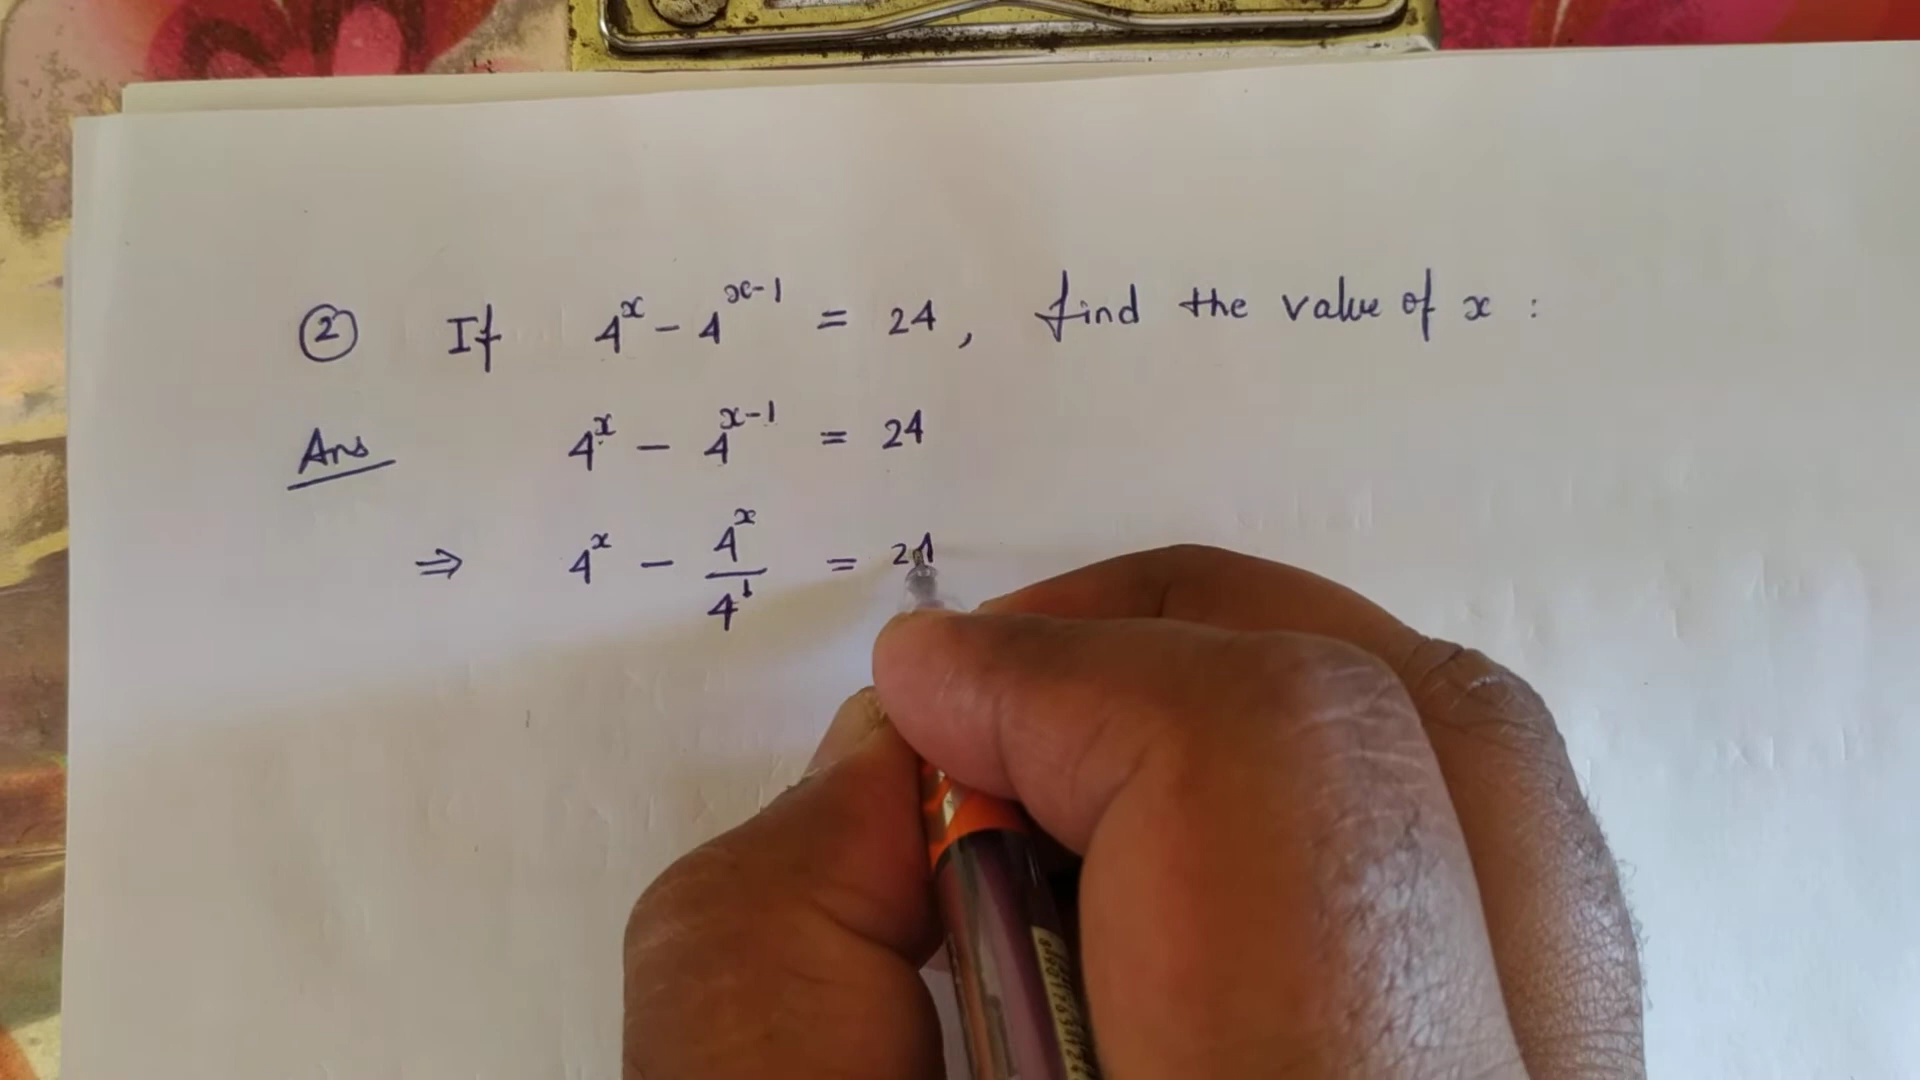 ② If 4^x - 4^(x-1) = 24, find the value of x :
Ans 4^x - 4^(x-1) = 24
⇒ 4^x - 4^x/4^1 = 24